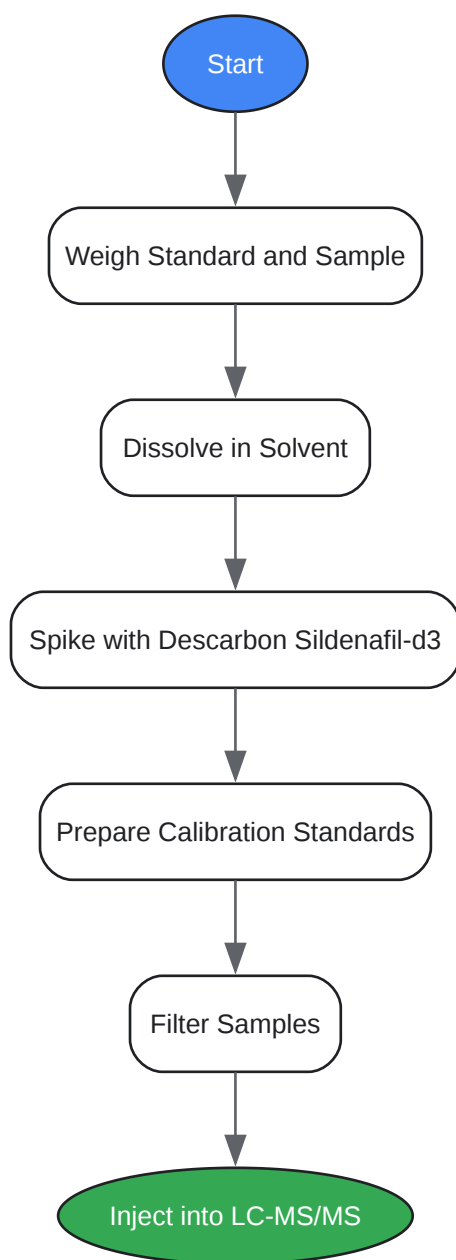 Start
Weigh Standard and Sample
Dissolve in Solvent
Spike with Descarbon Sildenafil-d3
Prepare Calibration Standards
Filter Samples
Inject into LC-MS/MS